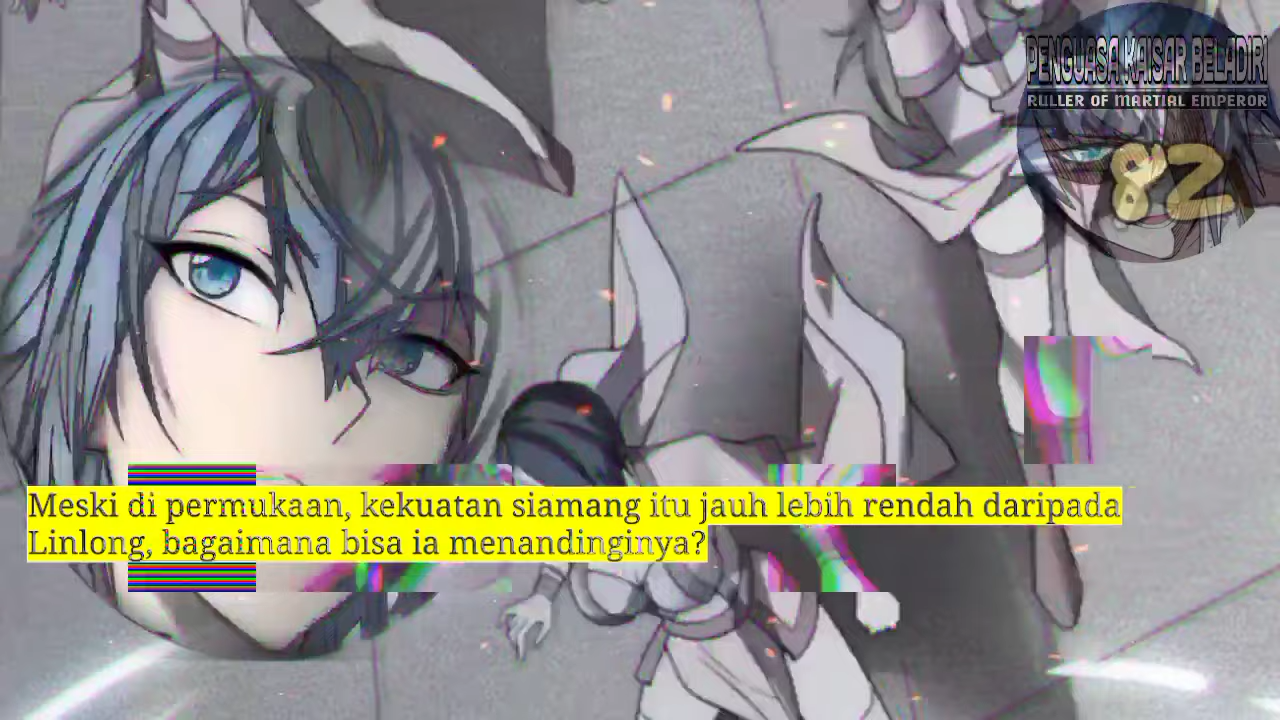 PENGUASA KAISAR BELADIRI
RULLER OF MARTIAL EMPEROR
82
Meski di permukaan, kekuatan siamang itu jauh lebih rendah daripada
Linlong, bagaimana bisa ia menandinginya?